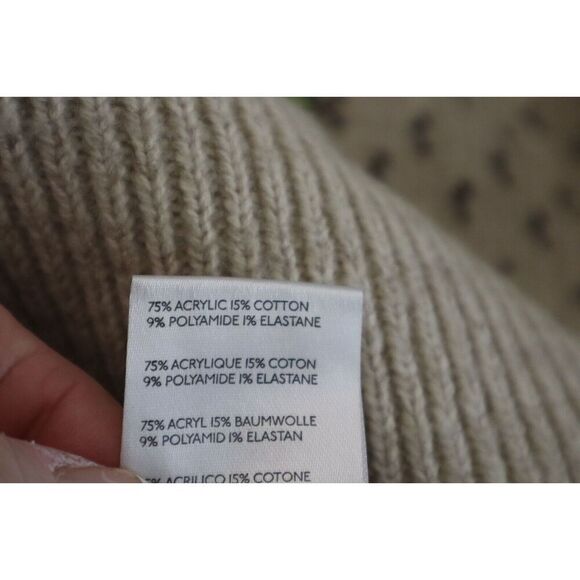 75% ACRYLIC 15% COTTON
9% POLYAMIDE 1% ELASTANE
75% ACRYLIQUE 15% COTON
9% POLYAMIDE 1% ELASTANE
75% ACRYL 15% BAUMWOLLE
9% POLYAMID 1% ELASTAN
ACRILICO 15% COTONE